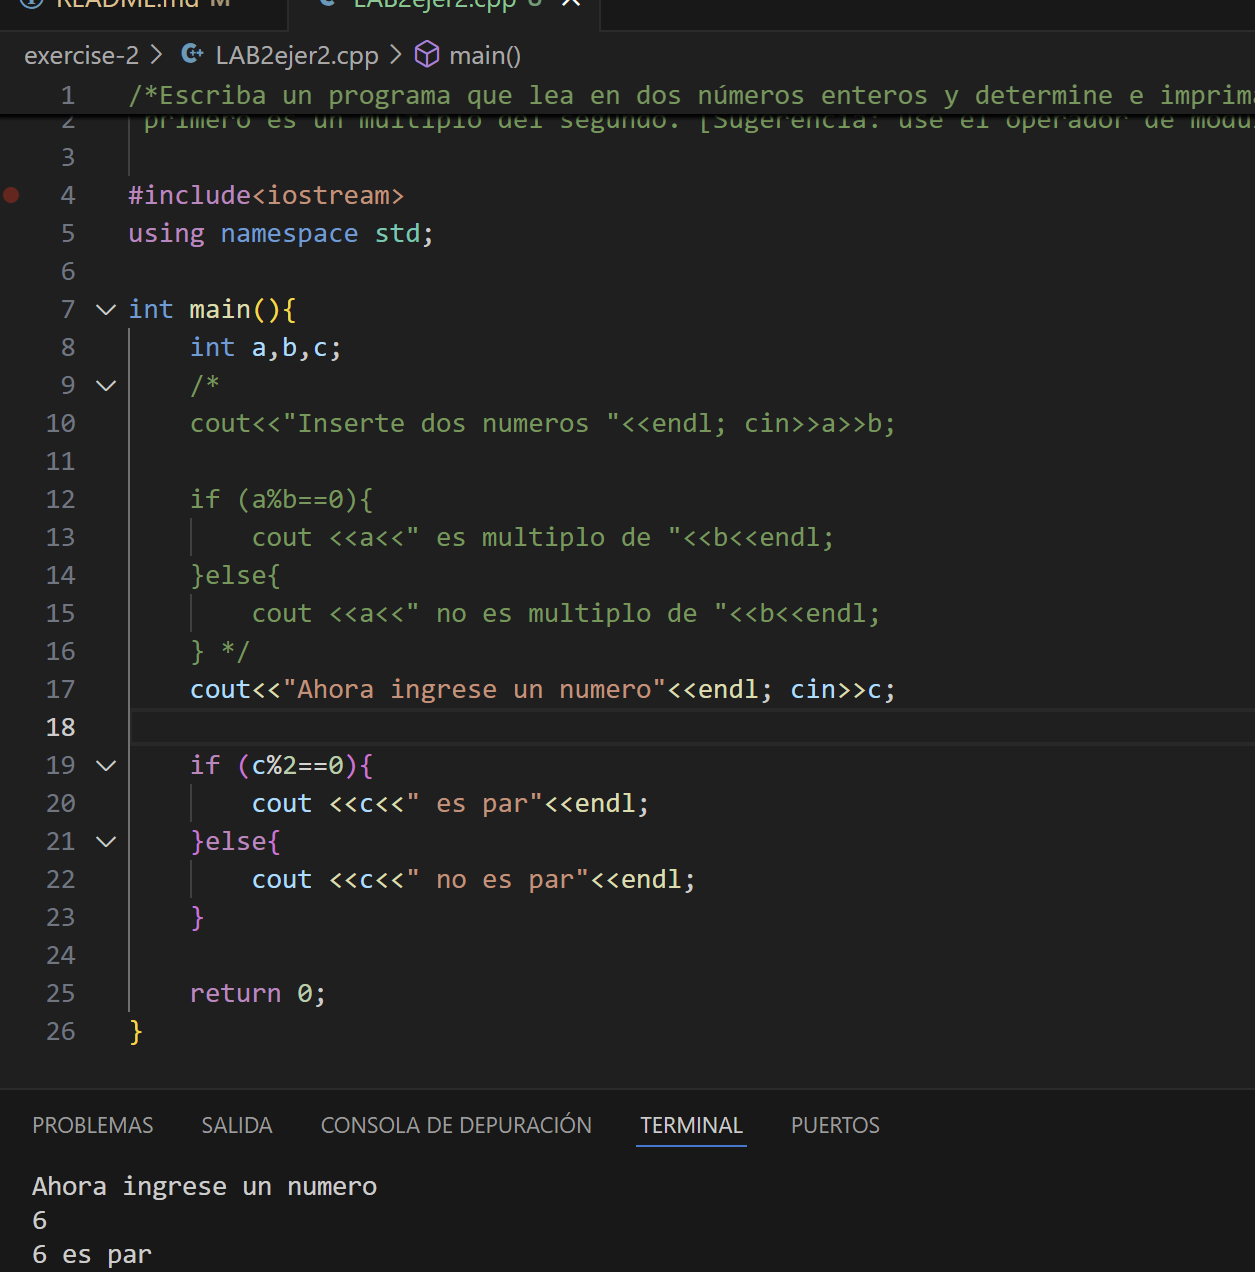 README.md M LAB2ejer2.cpp U
exercise-2 > LAB2ejer2.cpp > main()
1 /*Escriba un programa que lea en dos números enteros y determine e
2 primero es un múltiplo del segundo. [Sugerencia: use el operador de
3
4 #include<iostream>
5 using namespace std;
6
7 int main(){
8 int a,b,c;
9 /*
10 cout<<"Inserte dos numeros "<<endl; cin>>a>>b;
11
12 if (a%b==0){
13 cout <<a<<" es multiplo de "<<b<<endl;
14 }else{
15 cout <<a<<" no es multiplo de "<<b<<endl;
16 } */
17 cout<<"Ahora ingrese un numero"<<endl; cin>>c;
18
19 if (c%2==0){
20 cout <<c<<" es par"<<endl;
21 }else{
22 cout <<c<<" no es par"<<endl;
23 }
24
25 return 0;
26 }
PROBLEMAS SALIDA CONSOLA DE DEPURACIÓN TERMINAL PUERTOS
Ahora ingrese un numero
6
6 es par